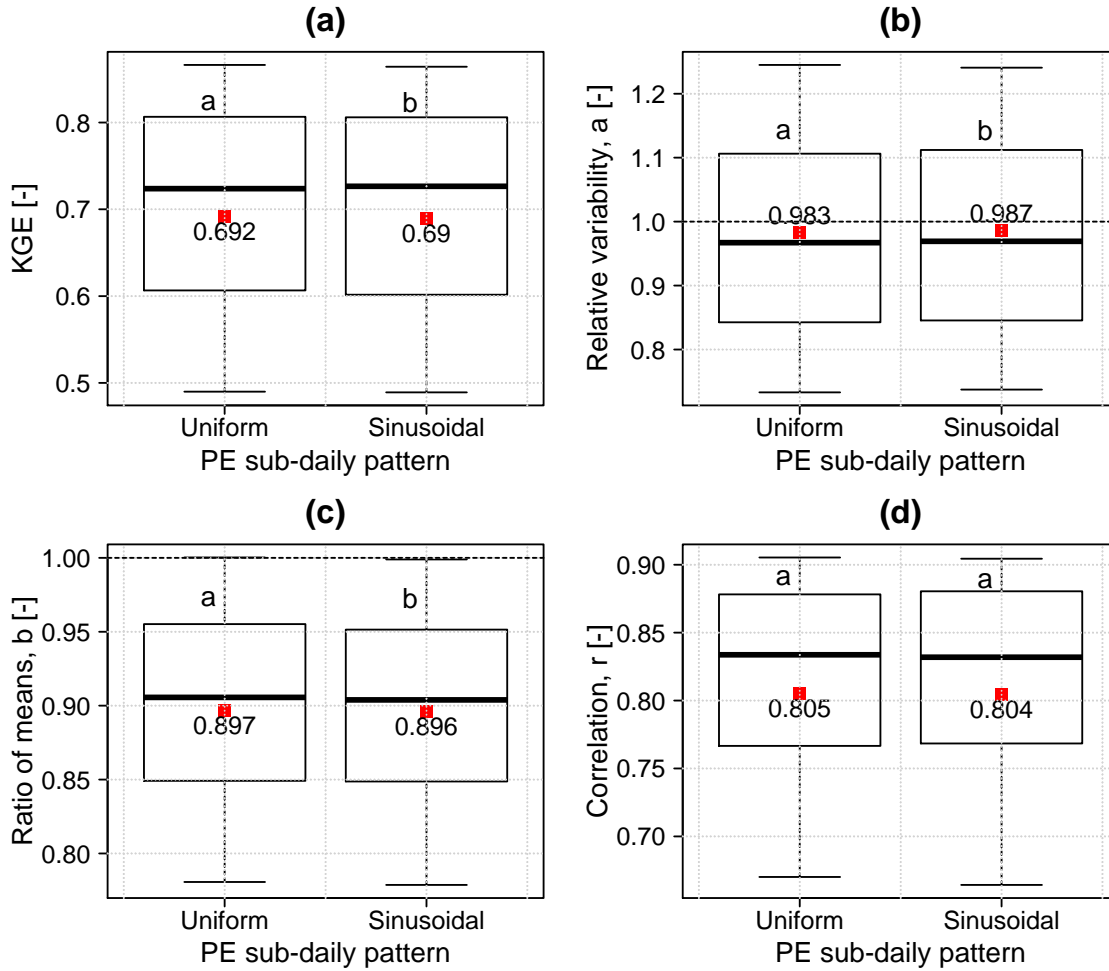 (a)
KGE [-]
0.8
0.7
0.6
0.5
a
b
0.692
0.69
Uniform
Sinusoidal
PE sub-daily pattern
(b)
Relative variability, a [-]
1.2
1.1
1.0
0.9
0.8
a
b
0.983
0.987
Uniform
Sinusoidal
PE sub-daily pattern
(c)
Ratio of means, b [-]
1.00
0.95
0.90
0.85
0.80
a
b
0.897
0.896
Uniform
Sinusoidal
PE sub-daily pattern
(d)
Correlation, r [-]
0.90
0.85
0.80
0.75
0.70
a
a
0.805
0.804
Uniform
Sinusoidal
PE sub-daily pattern